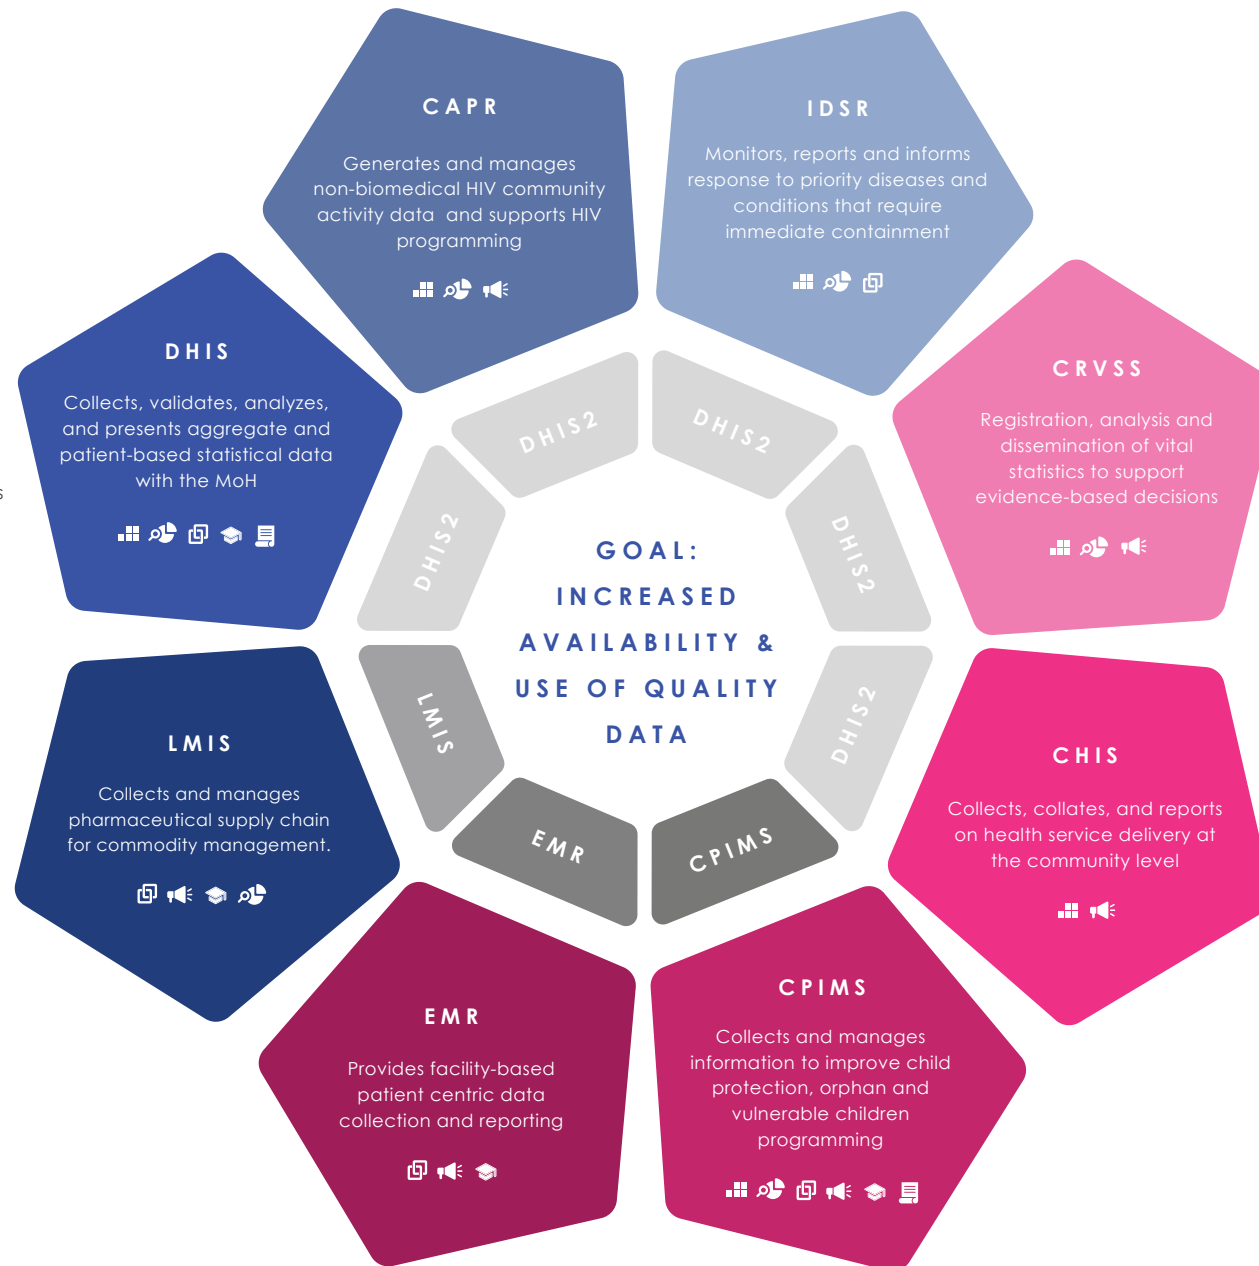 CAPR
Generates and manages
non-biomedical HIV community
activity data and supports HIV
programming
IDSR
Monitors, reports and informs
response to priority diseases and
conditions that require
immediate containment
DHIS
Collects, validates, analyzes,
and presents aggregate and
patient-based statistical data
with the MoH
CRVSS
Registration, analysis and
dissemination of vital
statistics to support
evidence-based decisions
DHIS2
DHIS2
DHIS2
DHIS2
s
GOAL:
INCREASED
AVAILABILITY &
USE OF QUALITY
DATA
LMIS
DHIS2
EMR
CPIMS
LMIS
Collects and manages
pharmaceutical supply chain
for commodity management.
CHIS
Collects, collates, and reports
on health service delivery at
the community level
EMR
Provides facility-based
patient centric data
collection and reporting
CPIMS
Collects and manages
information to improve child
protection, orphan and
vulnerable children
programming